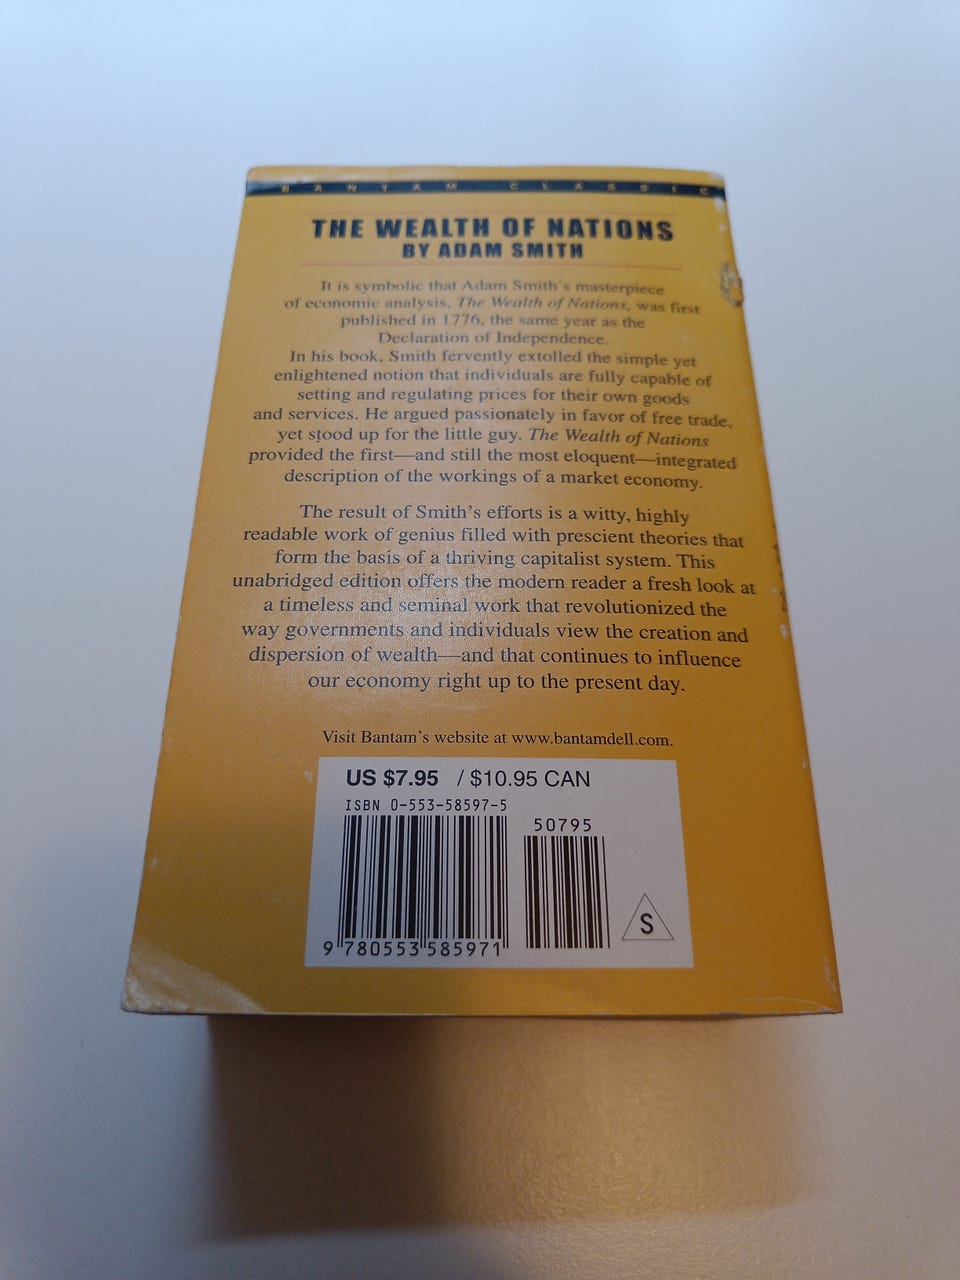 BANTAM CLASSIC
THE WEALTH OF NATIONS
BY ADAM SMITH
It is symbolic that Adam Smith's masterpiece
of economic analysis, The Wealth of Nations, was first
published in 1776, the same year as the
Declaration of Independence.
In his book, Smith fervently extolled the simple yet
enlightened notion that individuals are fully capable of
setting and regulating prices for their own goods
and services. He argued passionately in favor of free trade,
yet stood up for the little guy. The Wealth of Nations
provided the first—and still the most eloquent—integrated
description of the workings of a market economy.
The result of Smith's efforts is a witty, highly
readable work of genius filled with prescient theories that
form the basis of a thriving capitalist system. This
unabridged edition offers the modern reader a fresh look at
a timeless and seminal work that revolutionized the
way governments and individuals view the creation and
dispersion of wealth—and that continues to influence
our economy right up to the present day.
Visit Bantam's website at www.bantamdell.com.
US $7.95 / $10.95 CAN
ISBN 0-553-58597-5
50795
S
9 780553 585971